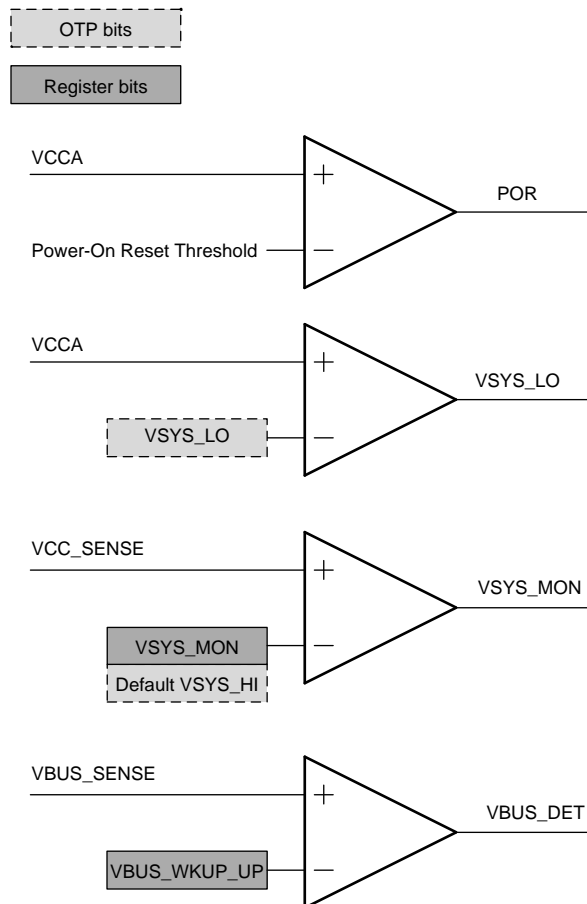 OTP bits
Register bits
VCCA
+
POR
Power-On Reset Threshold
−
VCCA
+
VSYS_LO
VSYS_LO
−
VCC_SENSE
+
VSYS_MON
VSYS_MON
−
Default VSYS_HI
VBUS_SENSE
+
VBUS_DET
VBUS_WKUP_UP
−